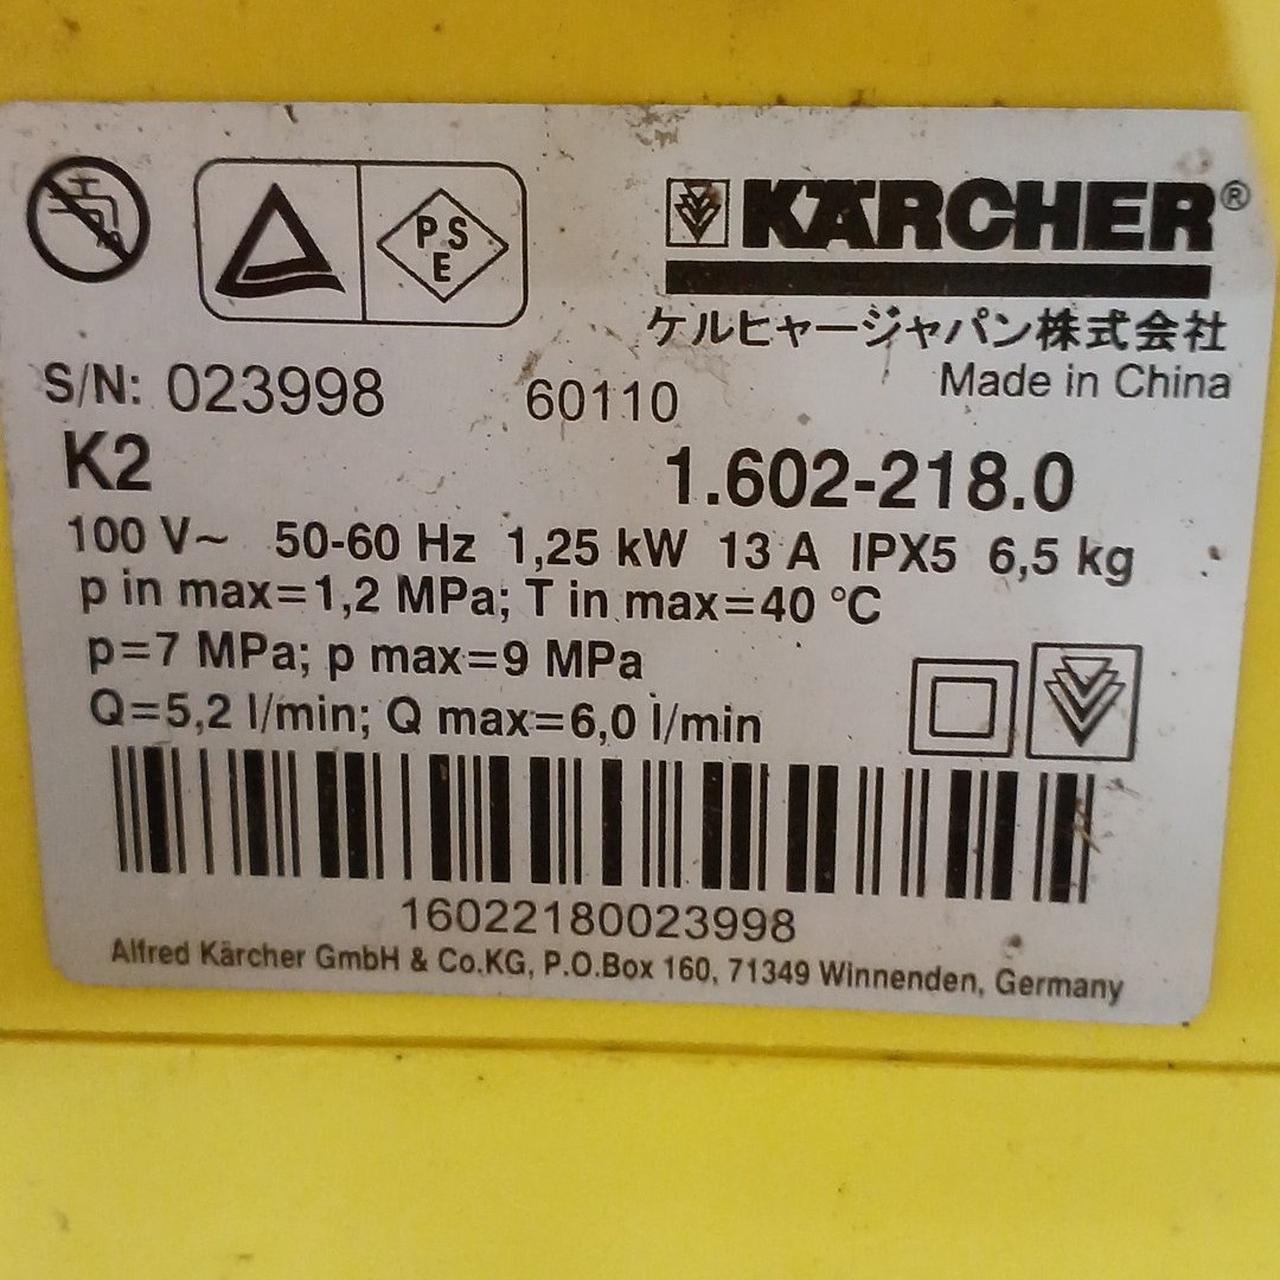 PS
E
KÄRCHER®
ケルヒャージャパン株式会社
Made in China
S/N: 023998 60110
K2 1.602-218.0
100 V~ 50-60 Hz 1,25 kW 13 A IPX5 6,5 kg
p in max=1,2 MPa; T in max=40 °C
p=7 MPa; p max=9 MPa
Q=5,2 l/min; Q max=6,0 l/min
16022180023998
Alfred Kärcher GmbH & Co.KG, P.O.Box 160, 71349 Winnenden, Germany